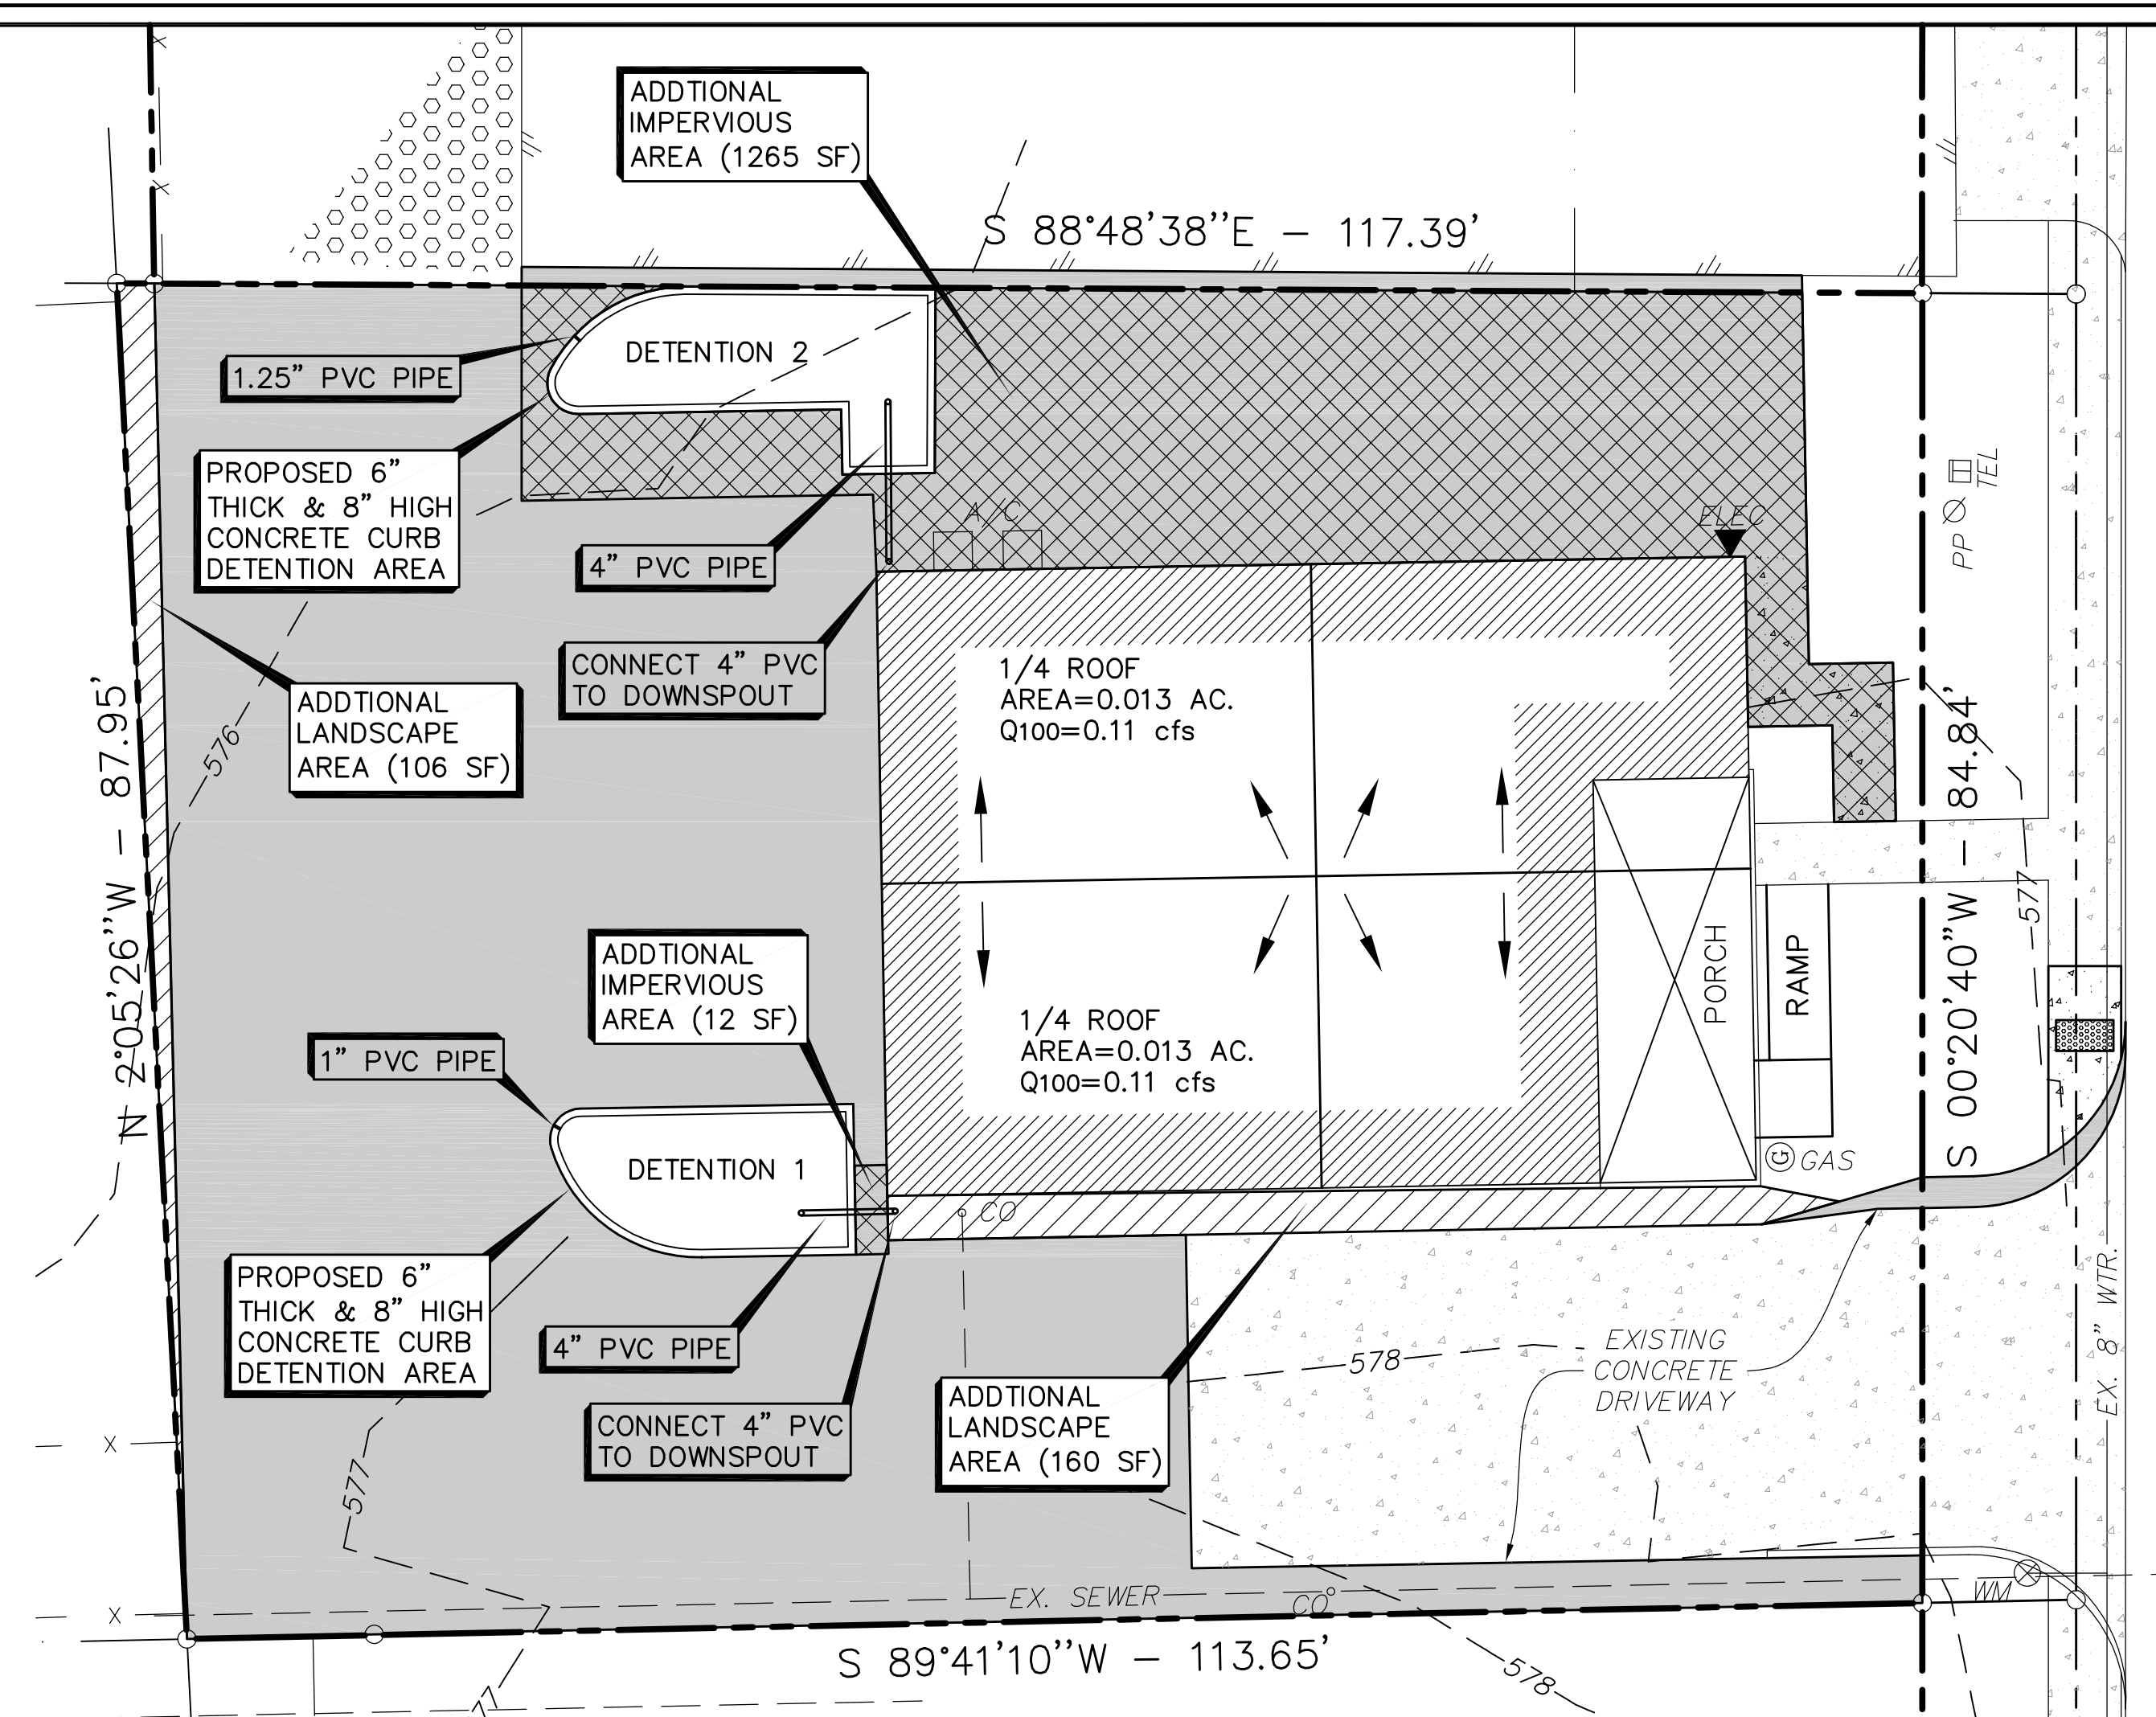 ADDTIONAL
IMPERVIOUS
AREA (1265 SF)
S 88°48'38"E - 117.39'
DETENTION 2
1.25" PVC PIPE
PROPOSED 6"
THICK & 8" HIGH
CONCRETE CURB
DETENTION AREA
4" PVC PIPE
A/C
ELEC
TEL
PP
CONNECT 4" PVC
TO DOWNSPOUT
1/4 ROOF
AREA=0.013 AC.
Q100=0.11 cfs
ADDTIONAL
LANDSCAPE
AREA (106 SF)
576
N 2°05'26"W - 87.95'
S 00°20'40"W - 84.84'
577
ADDTIONAL
IMPERVIOUS
AREA (12 SF)
PORCH
RAMP
1/4 ROOF
AREA=0.013 AC.
Q100=0.11 cfs
1" PVC PIPE
DETENTION 1
G GAS
CO
PROPOSED 6"
THICK & 8" HIGH
CONCRETE CURB
DETENTION AREA
4" PVC PIPE
CONNECT 4" PVC
TO DOWNSPOUT
ADDTIONAL
LANDSCAPE
AREA (160 SF)
578
EXISTING
CONCRETE
DRIVEWAY
EX. 8" WTR.
577
EX. SEWER
CO
WM
S 89°41'10"W - 113.65'
578
77